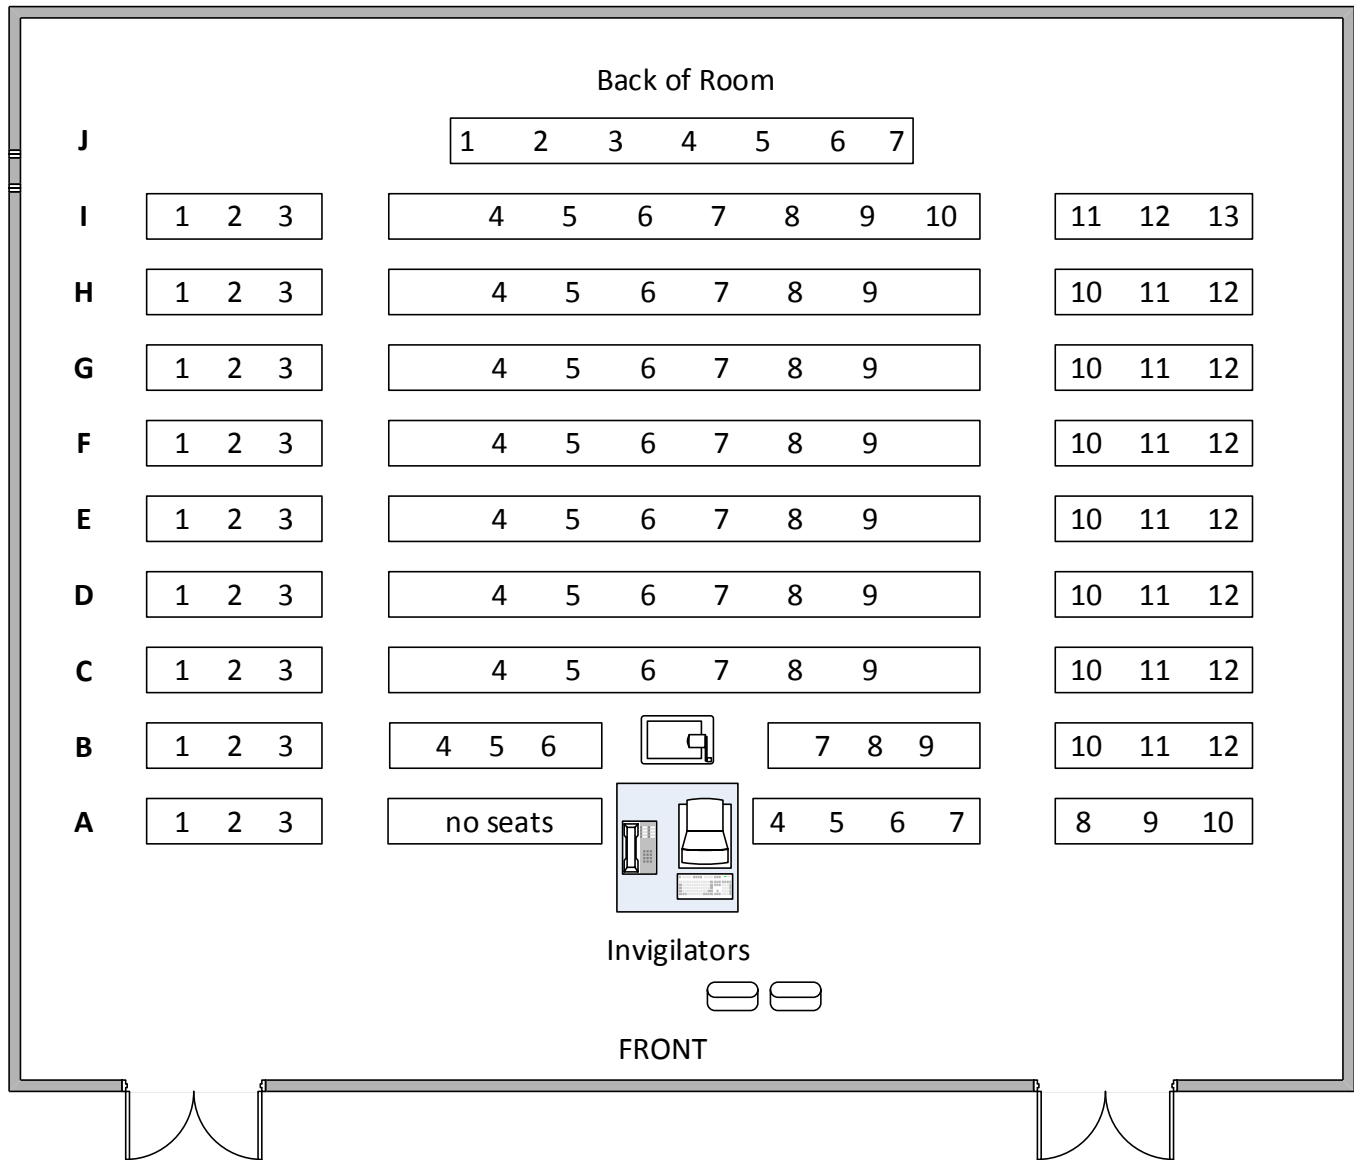 Back of Room
J 1 2 3 4 5 6 7
I 1 2 3 4 5 6 7 8 9 10 11 12 13
H 1 2 3 4 5 6 7 8 9 10 11 12
G 1 2 3 4 5 6 7 8 9 10 11 12
F 1 2 3 4 5 6 7 8 9 10 11 12
E 1 2 3 4 5 6 7 8 9 10 11 12
D 1 2 3 4 5 6 7 8 9 10 11 12
C 1 2 3 4 5 6 7 8 9 10 11 12
B 1 2 3 4 5 6 7 8 9 10 11 12
A 1 2 3 no seats 4 5 6 7 8 9 10
Invigilators
FRONT